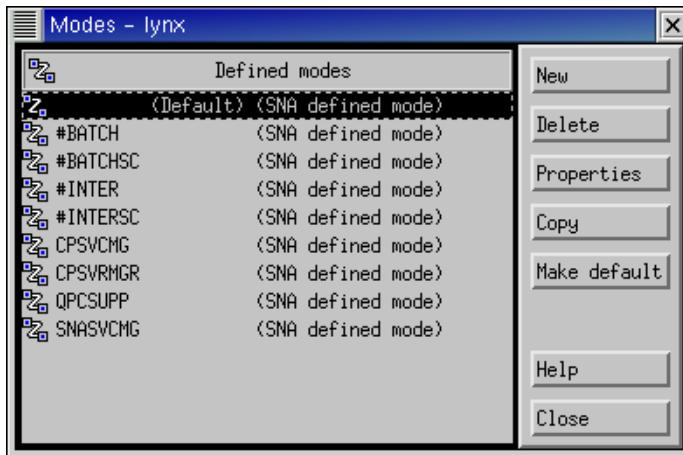 Modes - lynx
Defined modes
(Default) (SNA defined mode)
#BATCH (SNA defined mode)
#BATCHSC (SNA defined mode)
#INTER (SNA defined mode)
#INTERSC (SNA defined mode)
CPSVCMG (SNA defined mode)
CPSVRMGR (SNA defined mode)
QPCSUPP (SNA defined mode)
SNASVCMG (SNA defined mode)
New
Delete
Properties
Copy
Make default
Help
Close